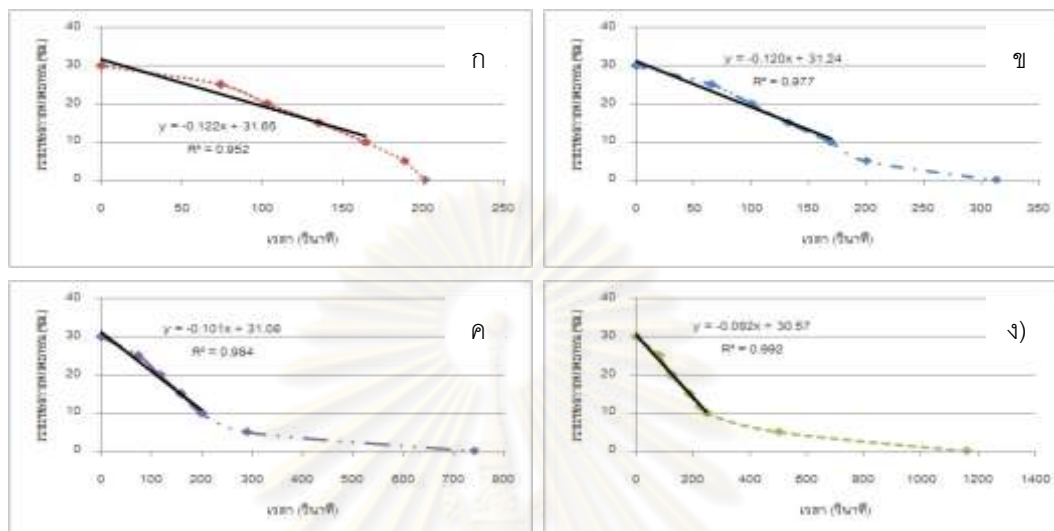 ก
40
30
20
10
0
y = -0.122x + 31.65
R² = 0.952
0 50 100 150 200 250
เวลา (วินาที)
ข
40
30
20
10
0
y = -0.120x + 31.24
R² = 0.977
0 50 100 150 200 250 300 350
เวลา (วินาที)
ค
40
30
20
10
0
y = -0.101x + 31.06
R² = 0.984
0 100 200 300 400 500 600 700 800
เวลา (วินาที)
ง)
40
30
20
10
0
y = -0.082x + 30.57
R² = 0.992
0 200 400 600 800 1000 1200 1400
เวลา (วินาที)